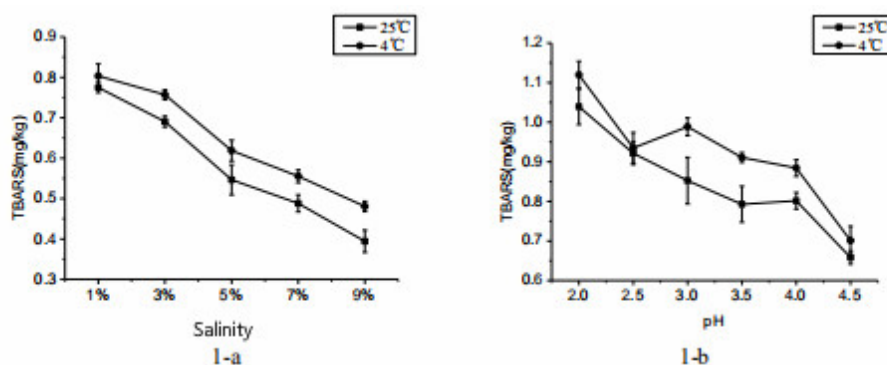 25℃
4℃
0.9
0.8
0.7
0.6
0.5
0.4
0.3
TBARS(mg/kg)
1% 3% 5% 7% 9%
Salinity
1-a
25℃
4℃
1.2
1.1
1.0
0.9
0.8
0.7
0.6
TBARS(mg/kg)
2.0 2.5 3.0 3.5 4.0 4.5
pH
1-b